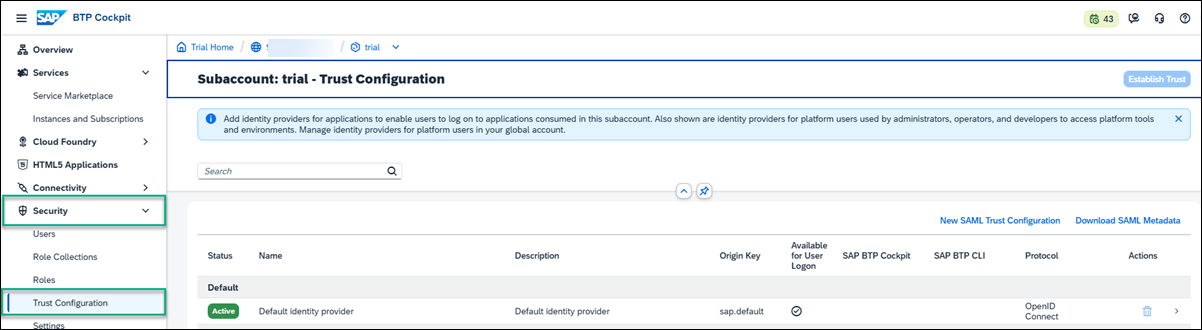 SAP BTP Cockpit
43
Overview
Services
Service Marketplace
Instances and Subscriptions
Cloud Foundry
HTML5 Applications
Connectivity
Security
Users
Role Collections
Roles
Trust Configuration
Settings
Trial Home / / trial
Subaccount: trial - Trust Configuration
Establish Trust
Add identity providers for applications to enable users to log on to applications consumed in this subaccount. Also shown are identity providers for platform users used by administrators, operators, and developers to access platform tools
and environments. Manage identity providers for platform users in your global account.
Search
New SAML Trust Configuration Download SAML Metadata
Status Name Description Origin Key Available for User Logon SAP BTP Cockpit SAP BTP CLI Protocol Actions
Default
Active Default identity provider Default identity provider sap.default OpenID Connect